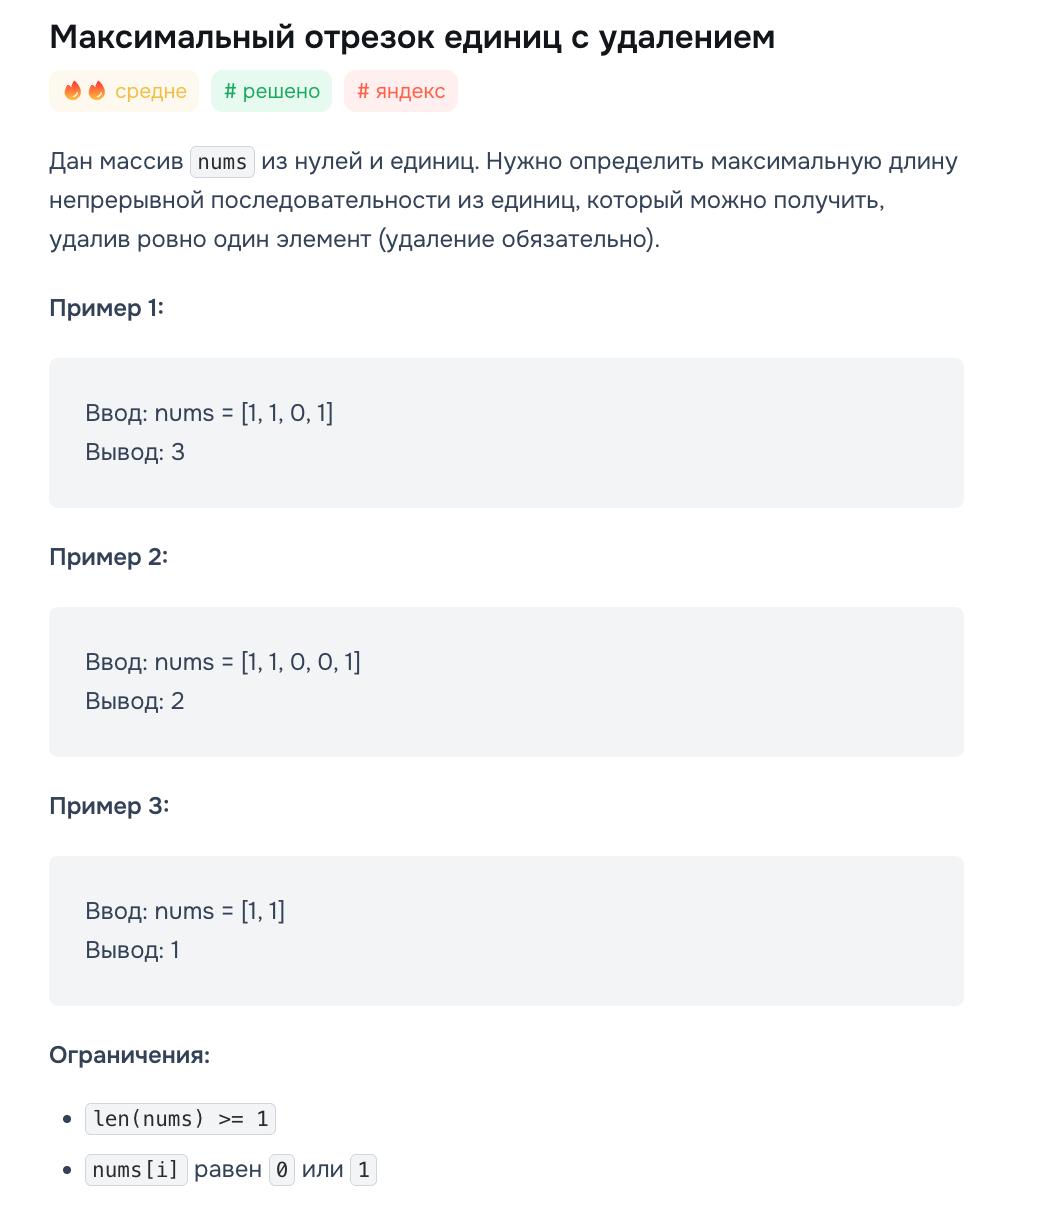 Максимальный отрезок единиц с удалением
🔥🔥 средне # решено # яндекс
Дан массив nums из нулей и единиц. Нужно определить максимальную длину
непрерывной последовательности из единиц, который можно получить,
удалив ровно один элемент (удаление обязательно).
Пример 1:
Ввод: nums = [1, 1, 0, 1]
Вывод: 3
Пример 2:
Ввод: nums = [1, 1, 0, 0, 1]
Вывод: 2
Пример 3:
Ввод: nums = [1, 1]
Вывод: 1
Ограничения:
• len(nums) >= 1
• nums[i] равен 0 или 1